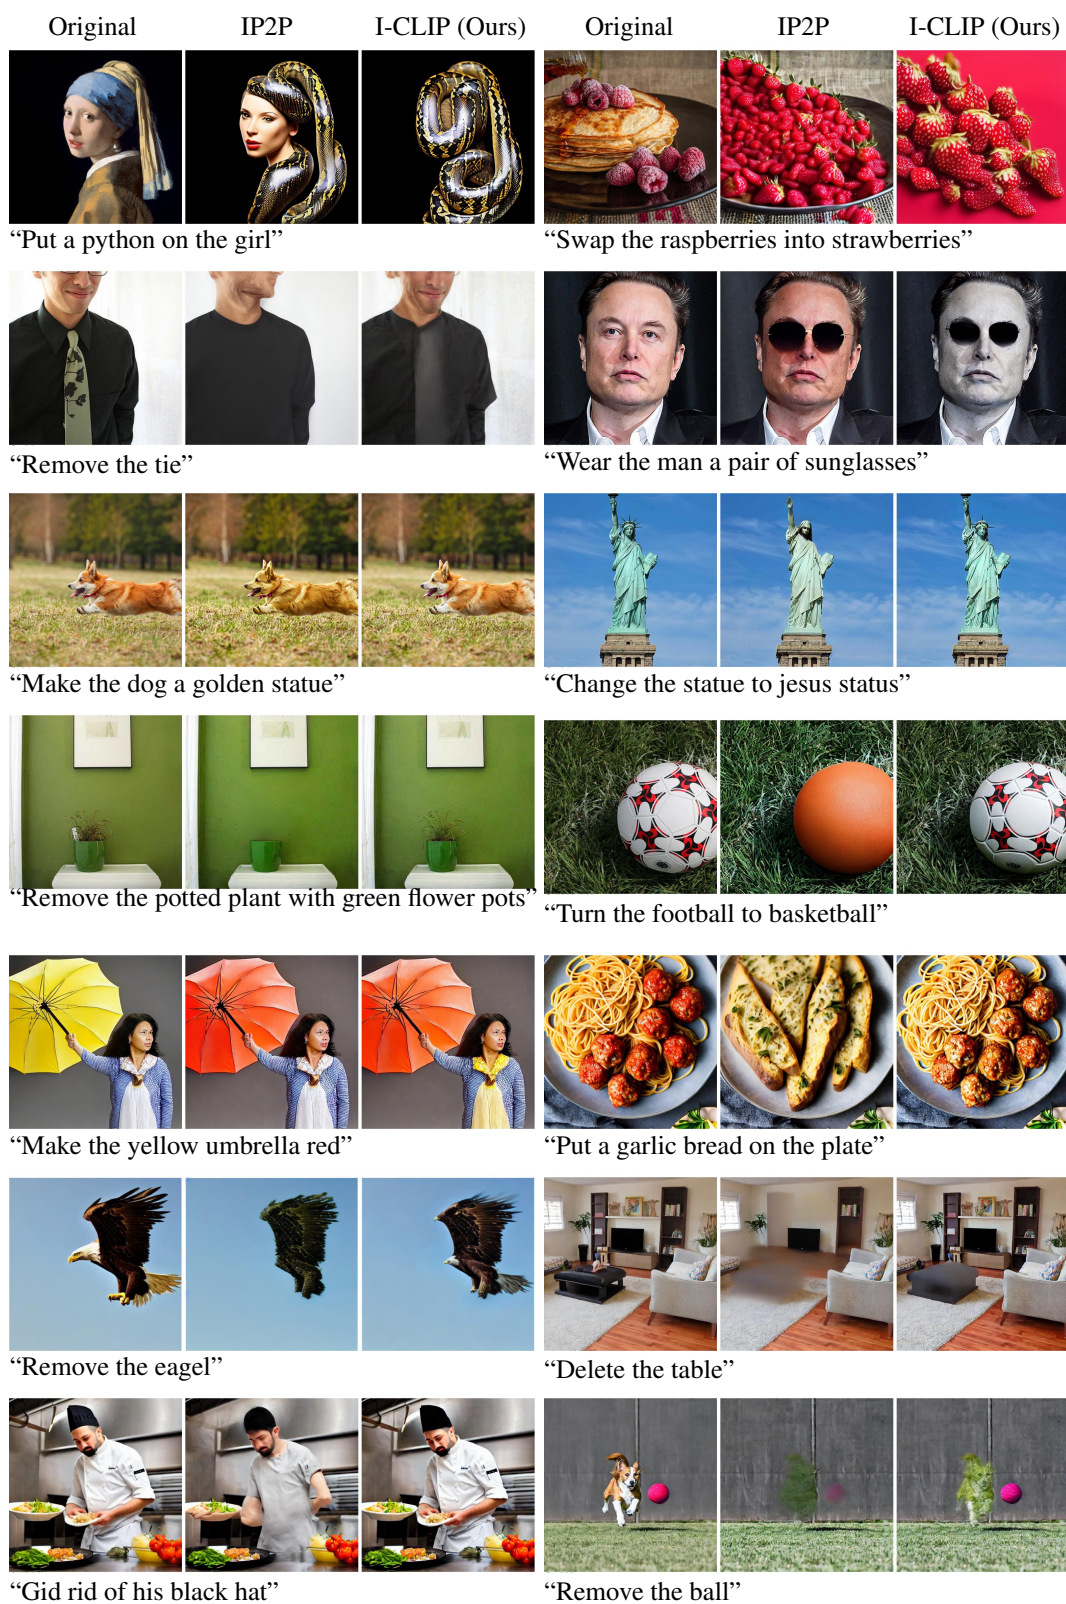 Original IP2P I-CLIP (Ours) Original IP2P I-CLIP (Ours)
“Put a python on the girl”
“Swap the raspberries into strawberries”
“Remove the tie”
“Wear the man a pair of sunglasses”
“Make the dog a golden statue”
“Change the statue to jesus status”
“Remove the potted plant with green flower pots”
“Turn the football to basketball”
“Make the yellow umbrella red”
“Put a garlic bread on the plate”
“Remove the eagel”
“Delete the table”
“Gid rid of his black hat”
“Remove the ball”